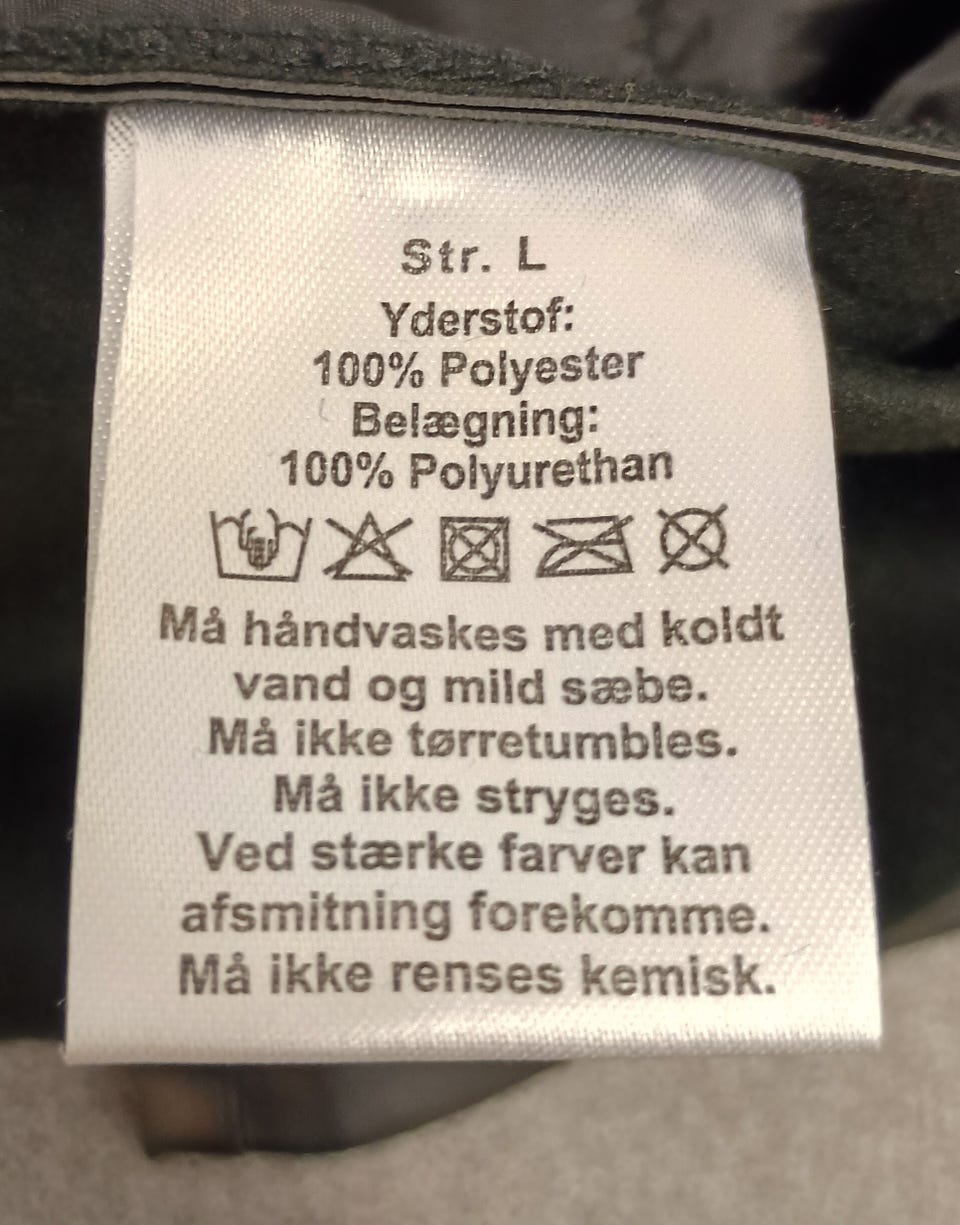 Str. L
Yderstof:
100% Polyester
Belægning:
100% Polyurethan
Må håndvaskes med koldt
vand og mild sæbe.
Må ikke tørretumbles.
Må ikke stryges.
Ved stærke farver kan
afsmitning forekomme.
Må ikke renses kemisk.